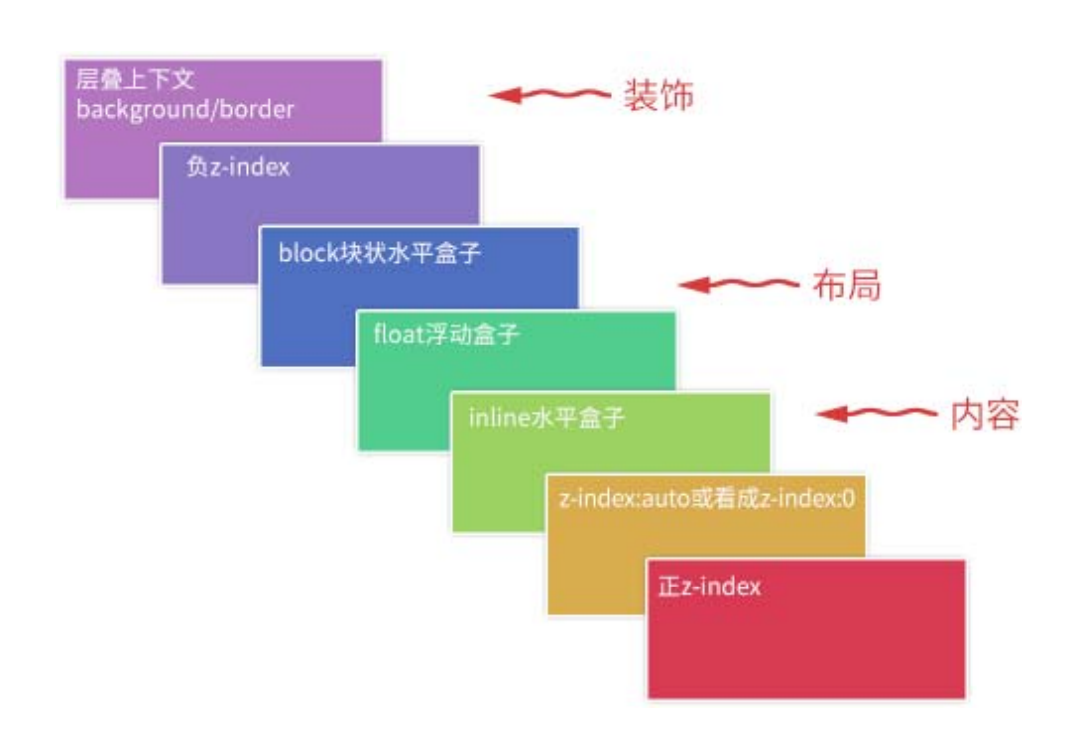 层叠上下文
background/border
装饰
负z-index
block块状水平盒子
布局
float浮动盒子
inline水平盒子
内容
z-index:auto或看成z-index:0
正z-index